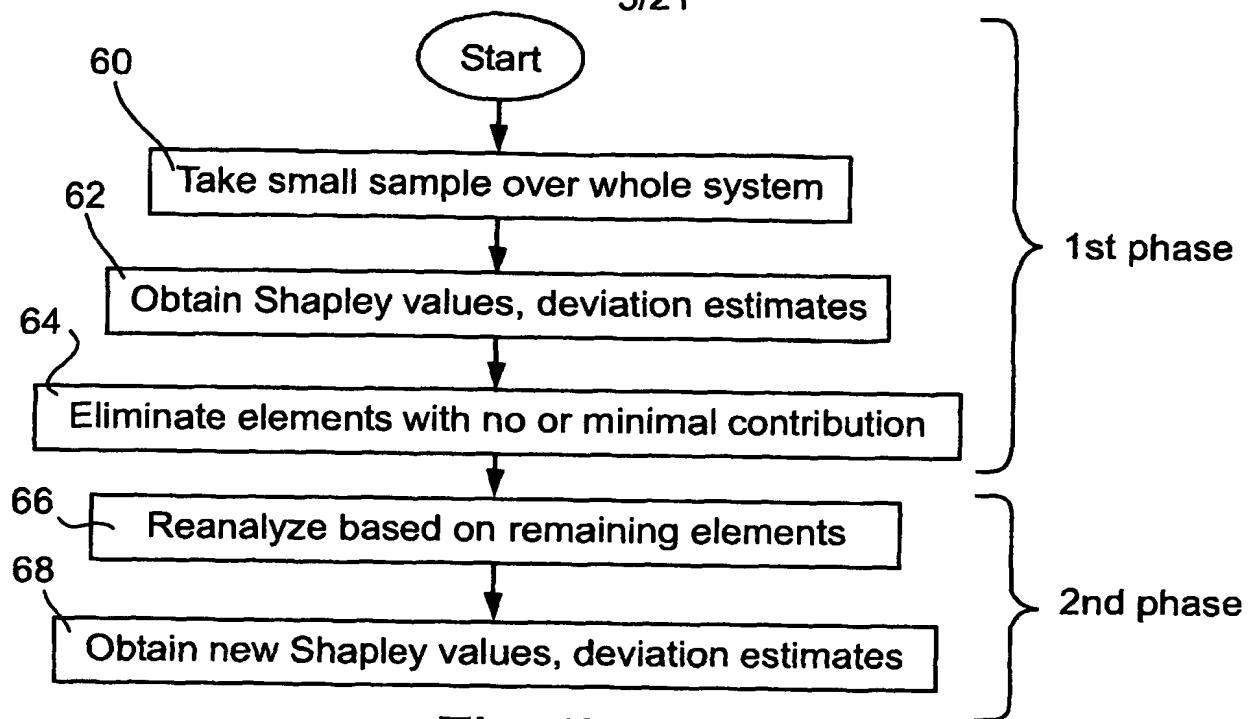 Start
60
Take small sample over whole system
62
Obtain Shapley values, deviation estimates
64
Eliminate elements with no or minimal contribution
1st phase
66
Reanalyze based on remaining elements
68
Obtain new Shapley values, deviation estimates
2nd phase